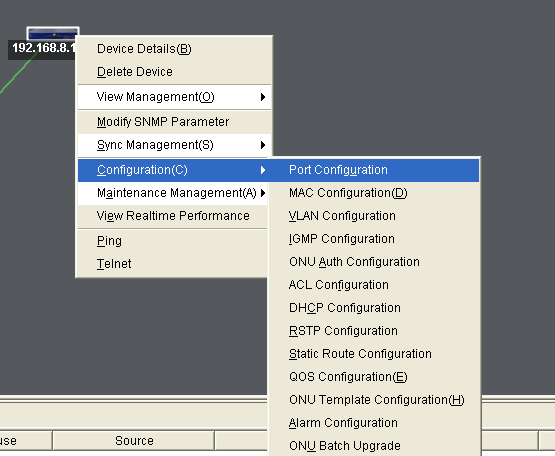 192.168.8.1
Device Details(B)
Delete Device
View Management(O)
Modify SNMP Parameter
Sync Management(S)
Configuration(C)
Maintenance Management(A)
View Realtime Performance
Ping
Telnet
Port Configuration
MAC Configuration(D)
VLAN Configuration
IGMP Configuration
ONU Auth Configuration
ACL Configuration
DHCP Configuration
RSTP Configuration
Static Route Configuration
QOS Configuration(E)
ONU Template Configuration(H)
Alarm Configuration
ONU Batch Upgrade
use Source